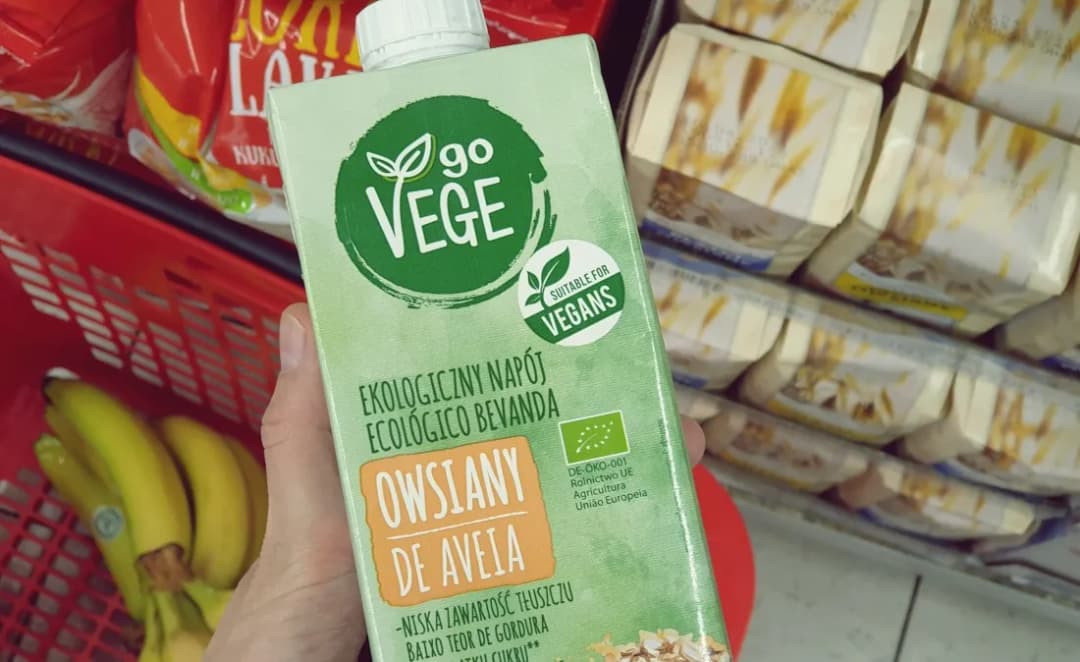 go
VEGE
SUITABLE FOR
VEGANS
EKOLOGICZNY NAPÓJ
ECOLÓGICO BEVANDA
OWSIANY
DE AVEIA
DE-ÖKO-001
Rolnictwo UE
Agricultura
União Europeia
-NISKA ZAWARTOŚĆ TŁUSZCZU
BAIXO TEOR DE GORDURA
CUKRU**